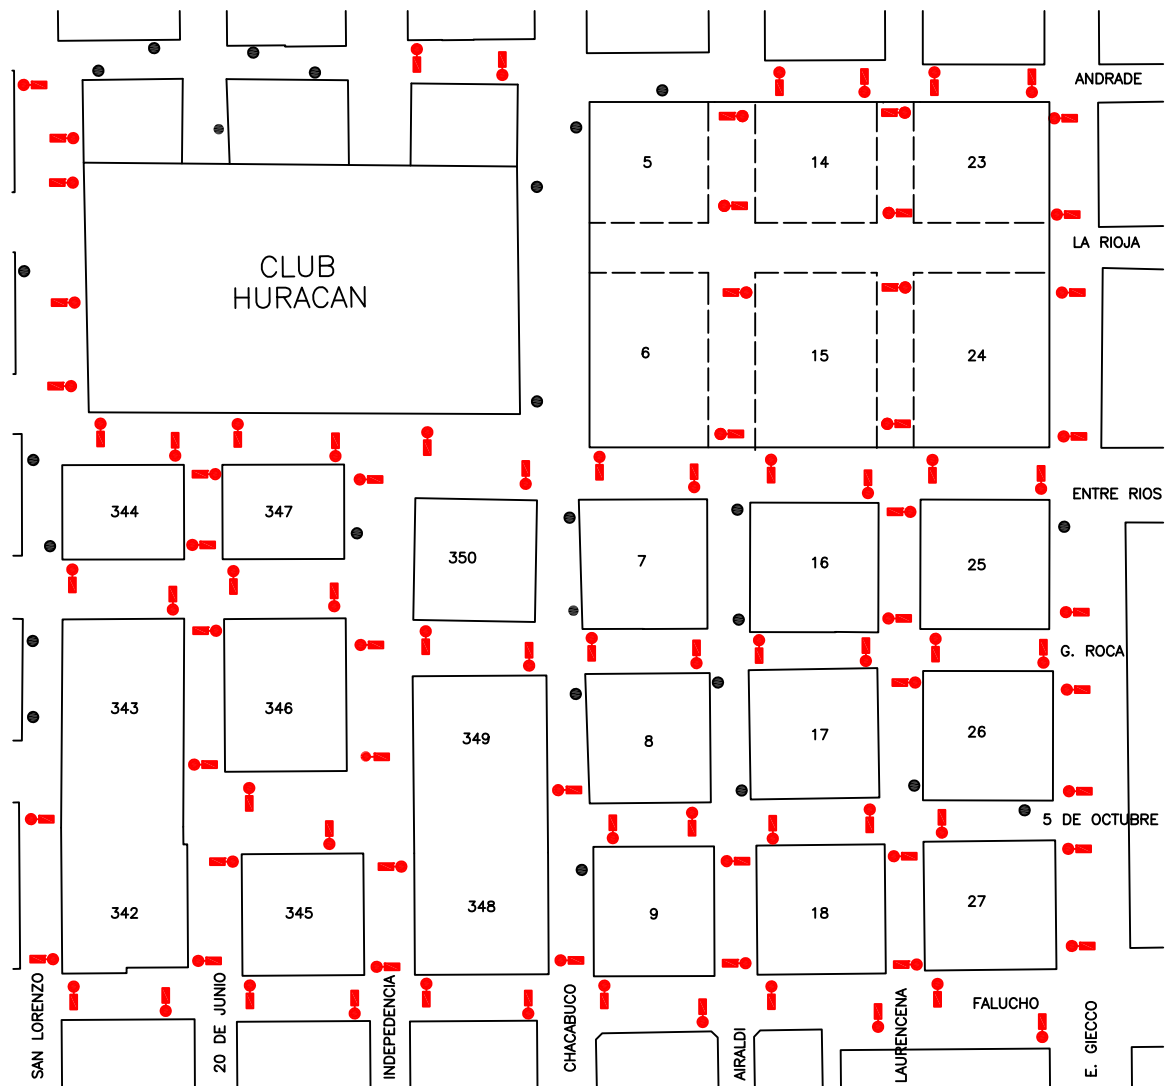 ANDRADE
5
14
23
LA RIOJA
CLUB
HURACAN
6
15
24
ENTRE RIOS
344
347
350
7
16
25
G. ROCA
343
346
349
8
17
26
5 DE OCTUBRE
342
345
348
9
18
27
SAN LORENZO
20 DE JUNIO
INDEPEDENCIA
CHACABUCO
AIRALDI
LAURENCENA
FALUCHO
E. GIECCO